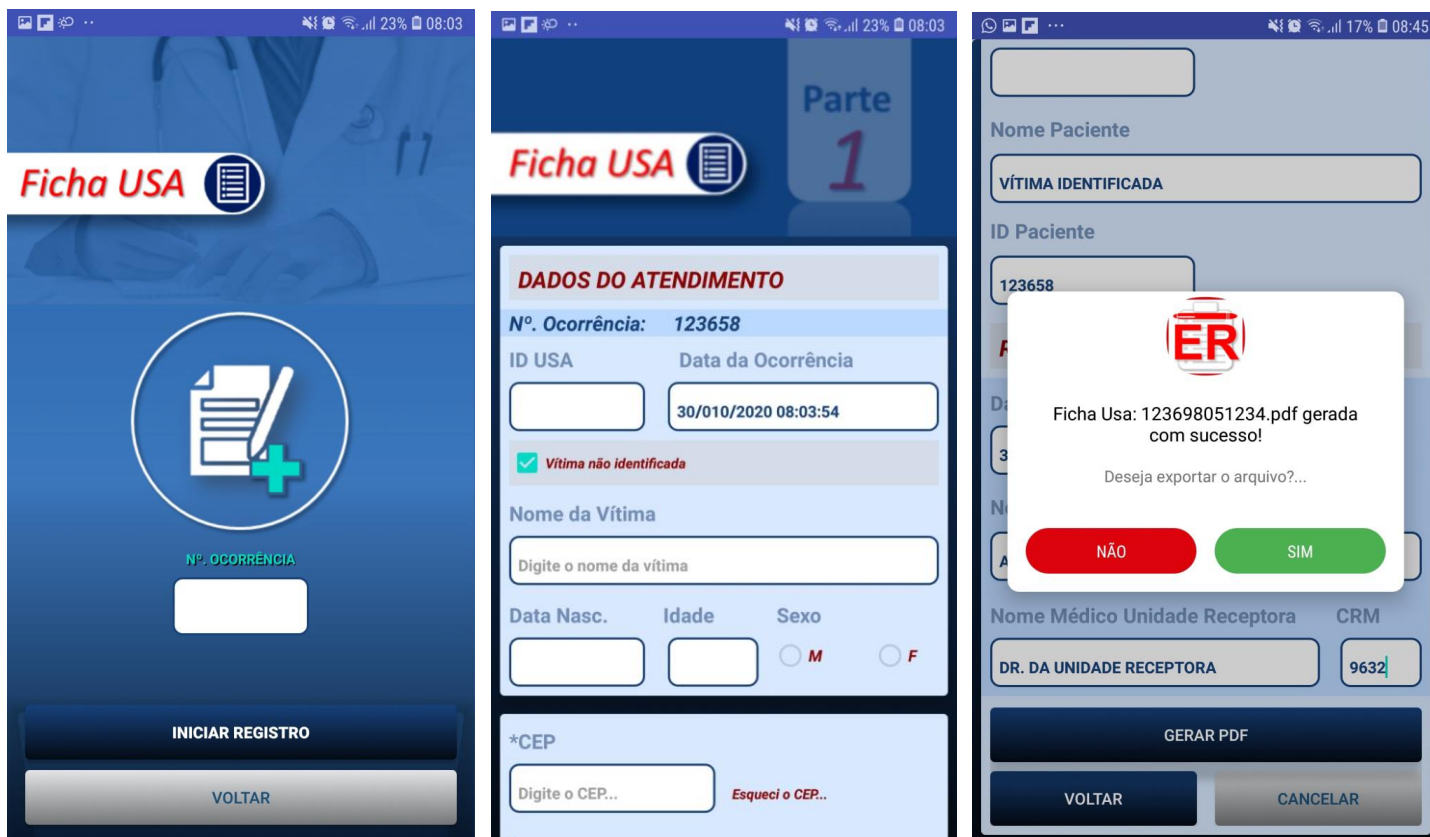 23% 08:03
Ficha USA
Nº. OCORRÊNCIA
INICIAR REGISTRO
VOLTAR
23% 08:03
Parte
1
Ficha USA
DADOS DO ATENDIMENTO
Nº. Ocorrência: 123658
ID USA Data da Ocorrência
30/010/2020 08:03:54
Vítima não identificada
Nome da Vítima
Digite o nome da vítima
Data Nasc. Idade Sexo
M F
*CEP
Digite o CEP... Esqueci o CEP...
17% 08:45
Nome Paciente
VÍTIMA IDENTIFICADA
ID Paciente
123658
ER
Ficha Usa: 123698051234.pdf gerada
com sucesso!
Deseja exportar o arquivo?...
NÃO SIM
Nome Médico Unidade Receptora CRM
DR. DA UNIDADE RECEPTORA 9632
GERAR PDF
VOLTAR CANCELAR